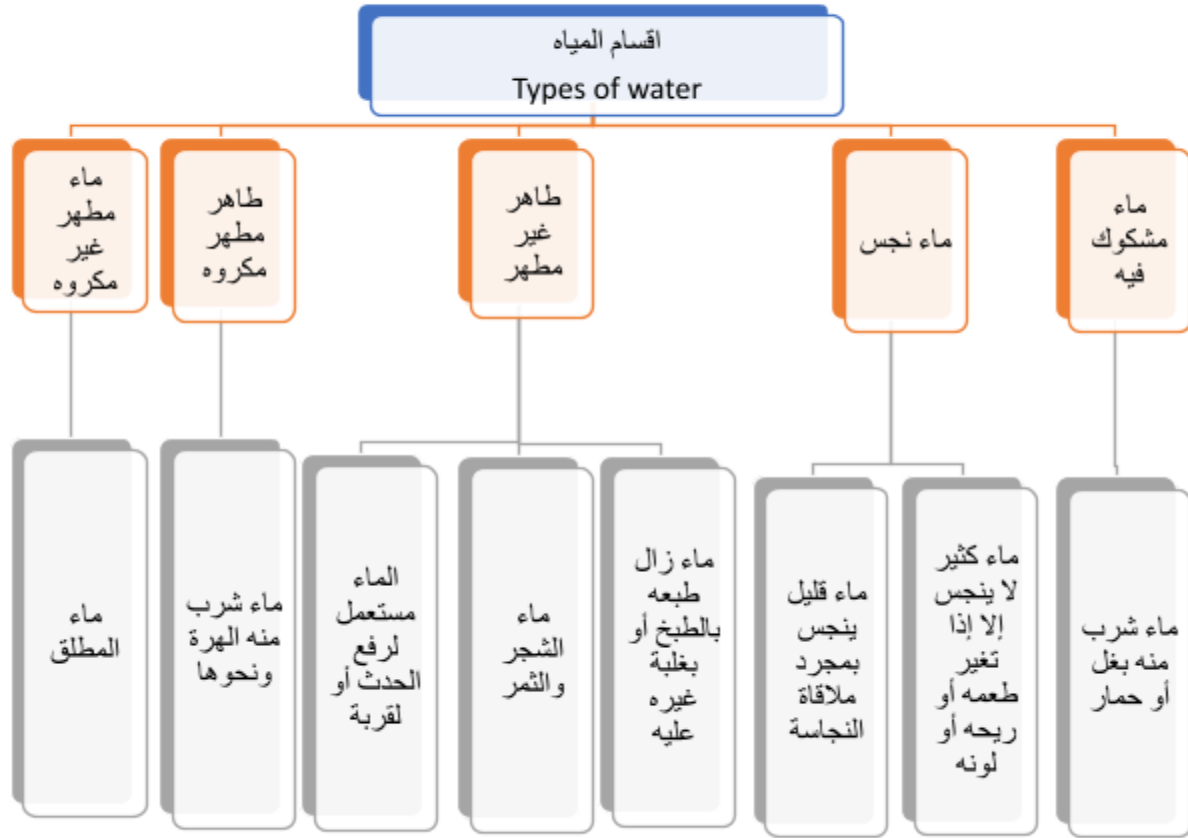 اقسام المياه
Types of water
ماء
مطهر
غير
مكروه
طاهر
مطهر
مكروه
طاهر
غير
مطهر
ماء نجس
ماء
مشكوك
فيه
ماء
المطلق
ماء شرب
منه الهرة
ونحوها
الماء
مستعمل
لرفع
الحدث أو
لقربة
ماء
الشجر
والثمر
ماء زال
طبعه
بالطبخ أو
بغلبة
غيره
عليه
ماء قليل
ينجس
بمجرد
ملاقاة
النجاسة
ماء كثير
لا ينجس
إلا إذا
تغير
طعمه أو
ريحه أو
لونه
ماء شرب
منه بغل
أو حمار